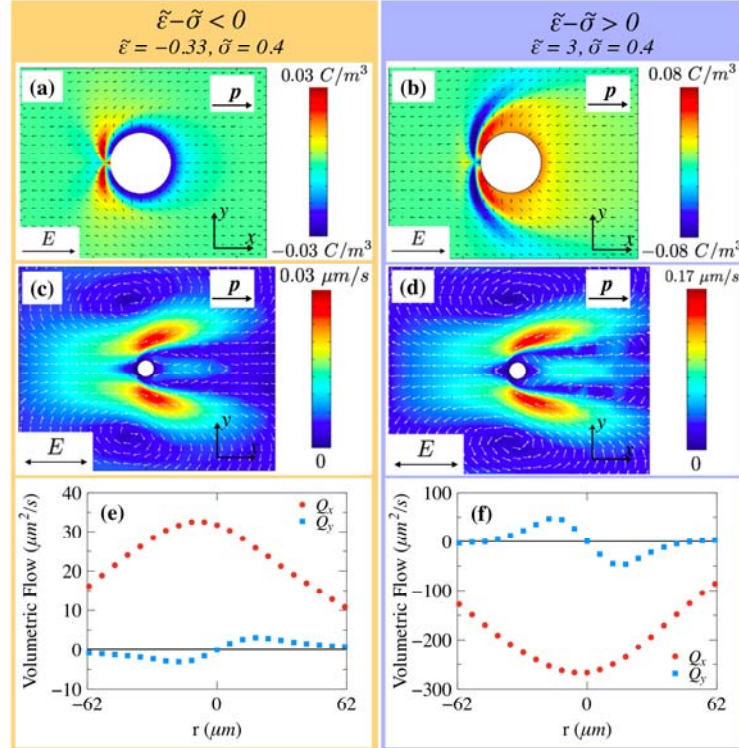 ε̃−σ̃ < 0
ε̃ = −0.33, σ̃ = 0.4
ε̃−σ̃ > 0
ε̃ = 3, σ̃ = 0.4
(a)
p
0.03 C/m³
E
y
x
−0.03 C/m³
(b)
p
0.08 C/m³
E
y
x
−0.08 C/m³
(c)
p
0.03 μm/s
E
y
x
0
(d)
p
0.17 μm/s
E
y
x
0
(e)
Qx
Qy
Volumetric Flow (μm²/s)
40
30
20
10
0
−10
−62
0
62
r (μm)
(f)
Qx
Qy
Volumetric Flow (μm²/s)
100
0
−100
−200
−300
−62
0
62
r (μm)